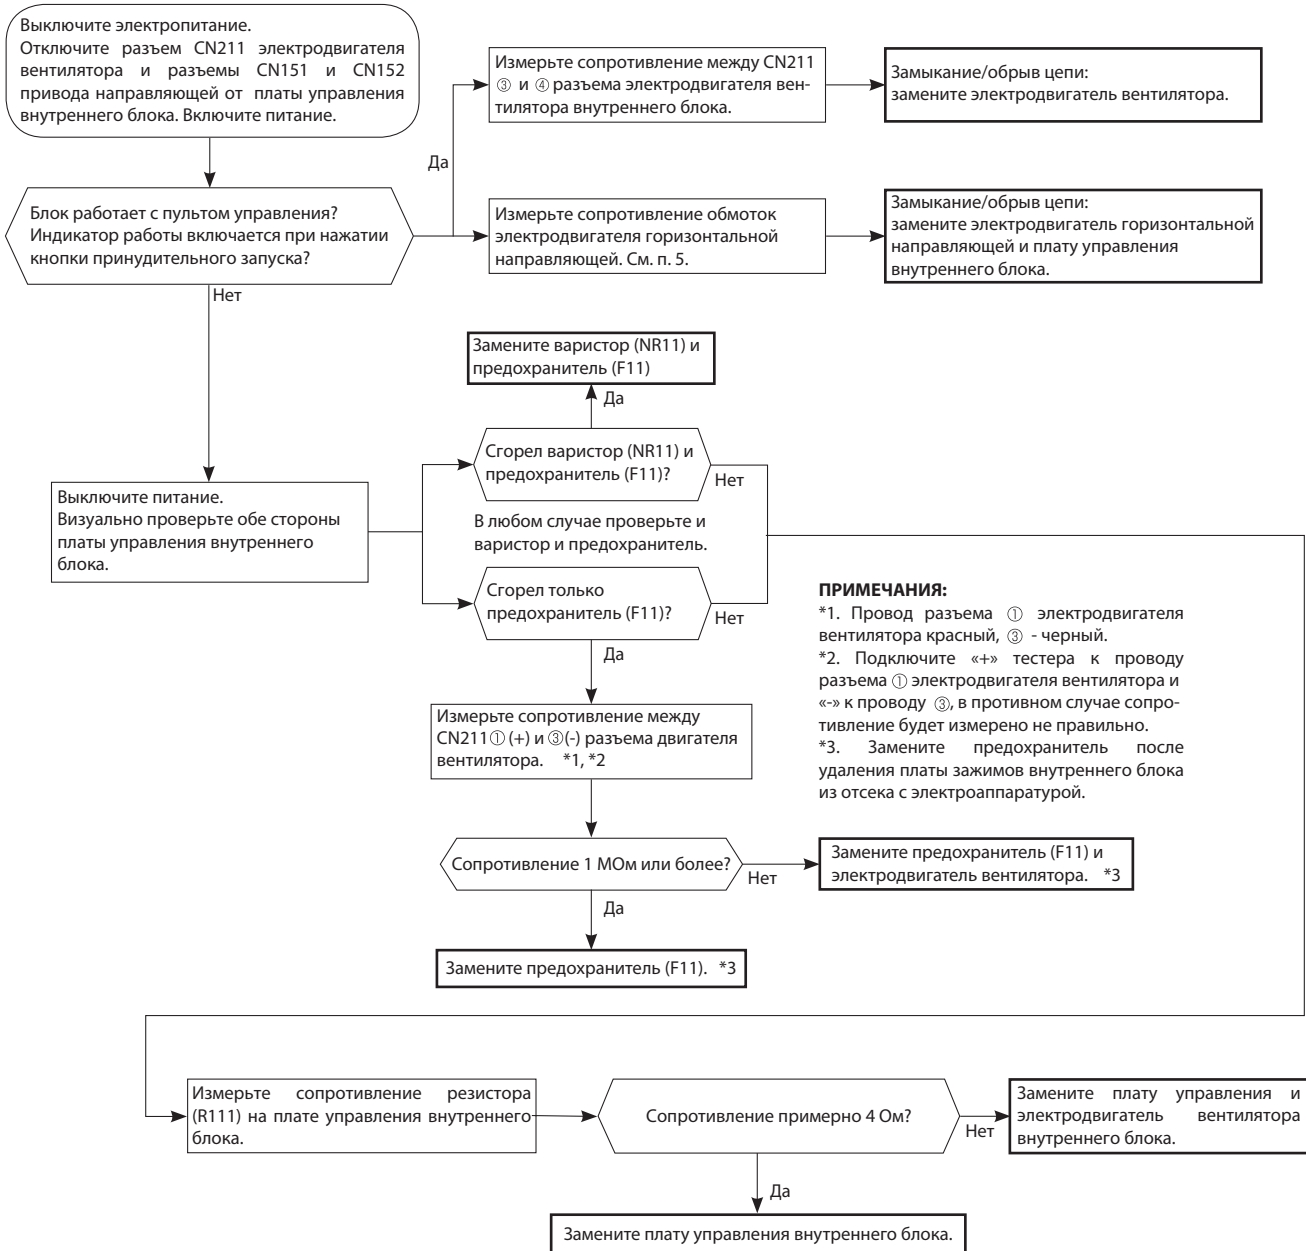 Выключите электропитание.
Отключите разъем CN211 электродвигателя
вентилятора и разъемы CN151 и CN152
привода направляющей от платы управления
внутреннего блока. Включите питание.
Измерьте сопротивление между CN211
③ и ④ разъема электродвигателя вен-
тилятора внутреннего блока.
Замыкание/обрыв цепи:
замените электродвигатель вентилятора.
Да
Блок работает с пультом управления?
Индикатор работы включается при нажатии
кнопки принудительного запуска?
Измерьте сопротивление обмоток
электродвигателя горизонтальной
направляющей. См. п. 5.
Замыкание/обрыв цепи:
замените электродвигатель горизонтальной
направляющей и плату управления
внутреннего блока.
Нет
Замените варистор (NR11) и
предохранитель (F11)
Да
Сгорел варистор (NR11) и
предохранитель (F11)?
Нет
Выключите питание.
Визуально проверьте обе стороны
платы управления внутреннего
блока.
В любом случае проверьте и
варистор и предохранитель.
Сгорел только
предохранитель (F11)?
Нет
Да
ПРИМЕЧАНИЯ:
*1. Провод разъема ① электродвигателя
вентилятора красный, ③ - черный.
*2. Подключите «+» тестера к проводу
разъема ① электродвигателя вентилятора и
«-» к проводу ③, в противном случае сопро-
тивление будет измерено не правильно.
*3. Замените предохранитель после
удаления платы зажимов внутреннего блока
из отсека с электроаппаратурой.
Измерьте сопротивление между
CN211 ① (+) и ③(-) разъема двигателя
вентилятора. *1, *2
Сопротивление 1 МОм или более?
Нет
Замените предохранитель (F11) и
электродвигатель вентилятора. *3
Да
Замените предохранитель (F11). *3
Измерьте сопротивление резистора
(R111) на плате управления внутреннего
блока.
Сопротивление примерно 4 Ом?
Нет
Замените плату управления и
электродвигатель вентилятора
внутреннего блока.
Да
Замените плату управления внутреннего блока.